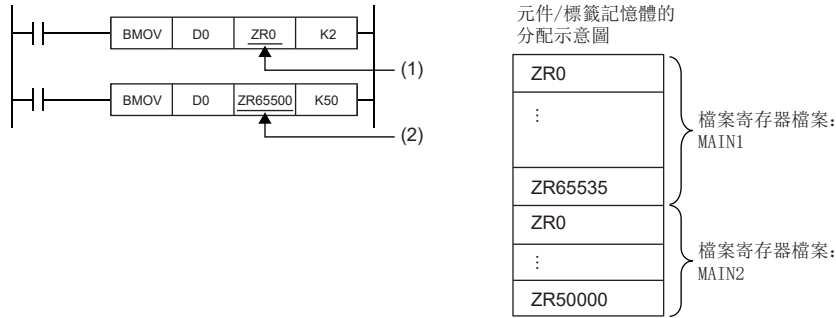 BMOV D0 ZR0 K2
(1)
BMOV D0 ZR65500 K50
(2)
元件/標籤記憶體的
分配示意圖
ZR0
⋮
ZR65535
檔案寄存器檔案:
MAIN1
ZR0
⋮
ZR50000
檔案寄存器檔案:
MAIN2